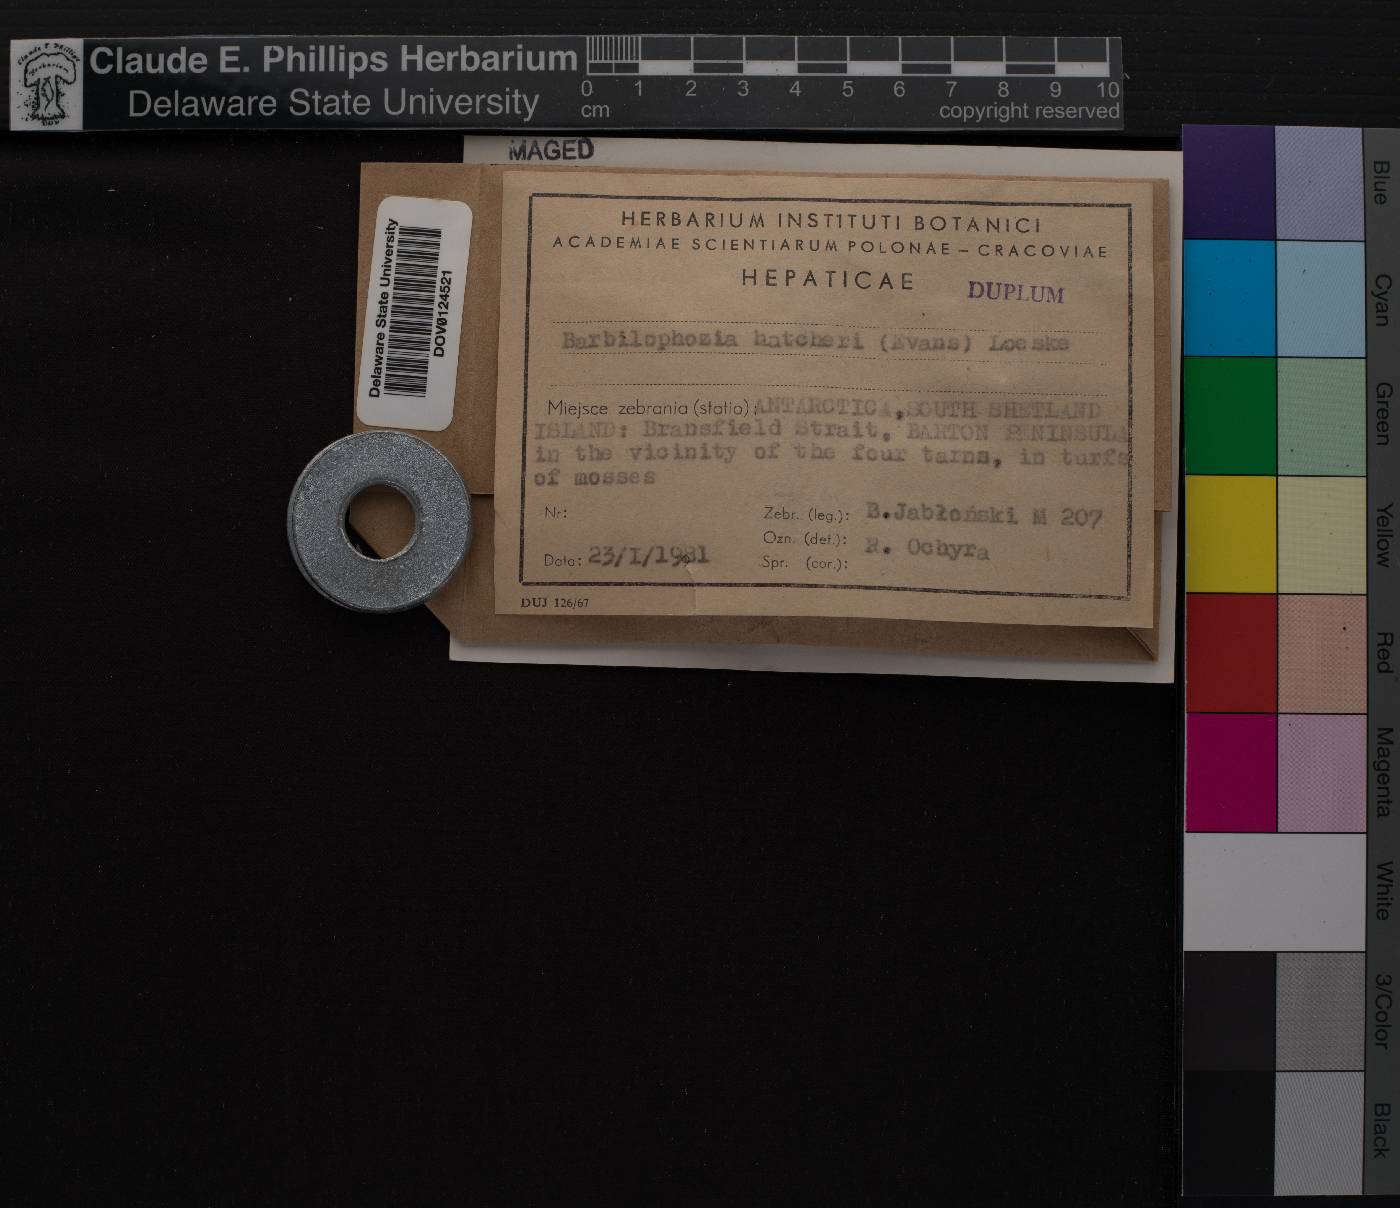 Claude E. Phillips Herbarium
Delaware State University
0 1 2 3 4 5 6 7 8 9 10
cm
copyright reserved
MAGED
Delaware State University
DOV0124521
HERBARIUM INSTITUTI BOTANICI
ACADEMIAE SCIENTIARUM POLONAE – CRACOVIAE
HEPATICAE
DUPLUM
Barbilophozia hatcheri (Evans) Loeske
Miejsce zebrania (statio): ANTARCTICA, SOUTH SHETLAND
ISLAND: Bransfield Strait, BARTON PENINSULA
in the vicinity of the four tarns, in turfs
of mosses
Nr:
Zebr. (leg.): B.Jabłoński M 207
Ozn. (det.): R. Ochyra
Data: 23/I/1981
Spr. (cor.):
DUJ 126/67
Blue
Cyan
Green
Yellow
Red
Magenta
White
3/Color
Black